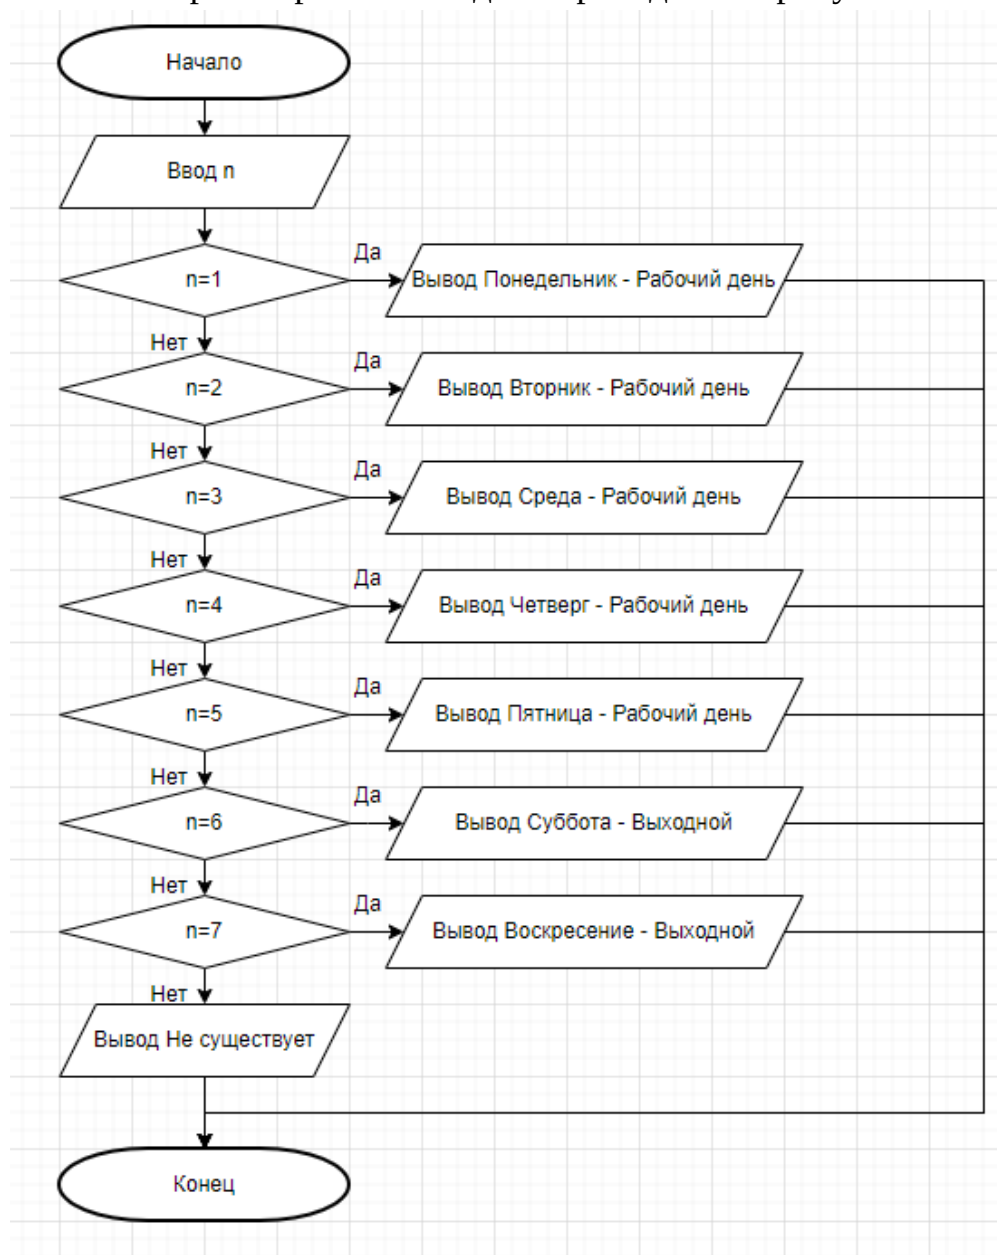 Начало
Ввод n
Да
n=1
Вывод Понедельник - Рабочий день
Нет
Да
n=2
Вывод Вторник - Рабочий день
Нет
Да
n=3
Вывод Среда - Рабочий день
Нет
Да
n=4
Вывод Четверг - Рабочий день
Нет
Да
n=5
Вывод Пятница - Рабочий день
Нет
Да
n=6
Вывод Суббота - Выходной
Нет
Да
n=7
Вывод Воскресение - Выходной
Нет
Вывод Не существует
Конец